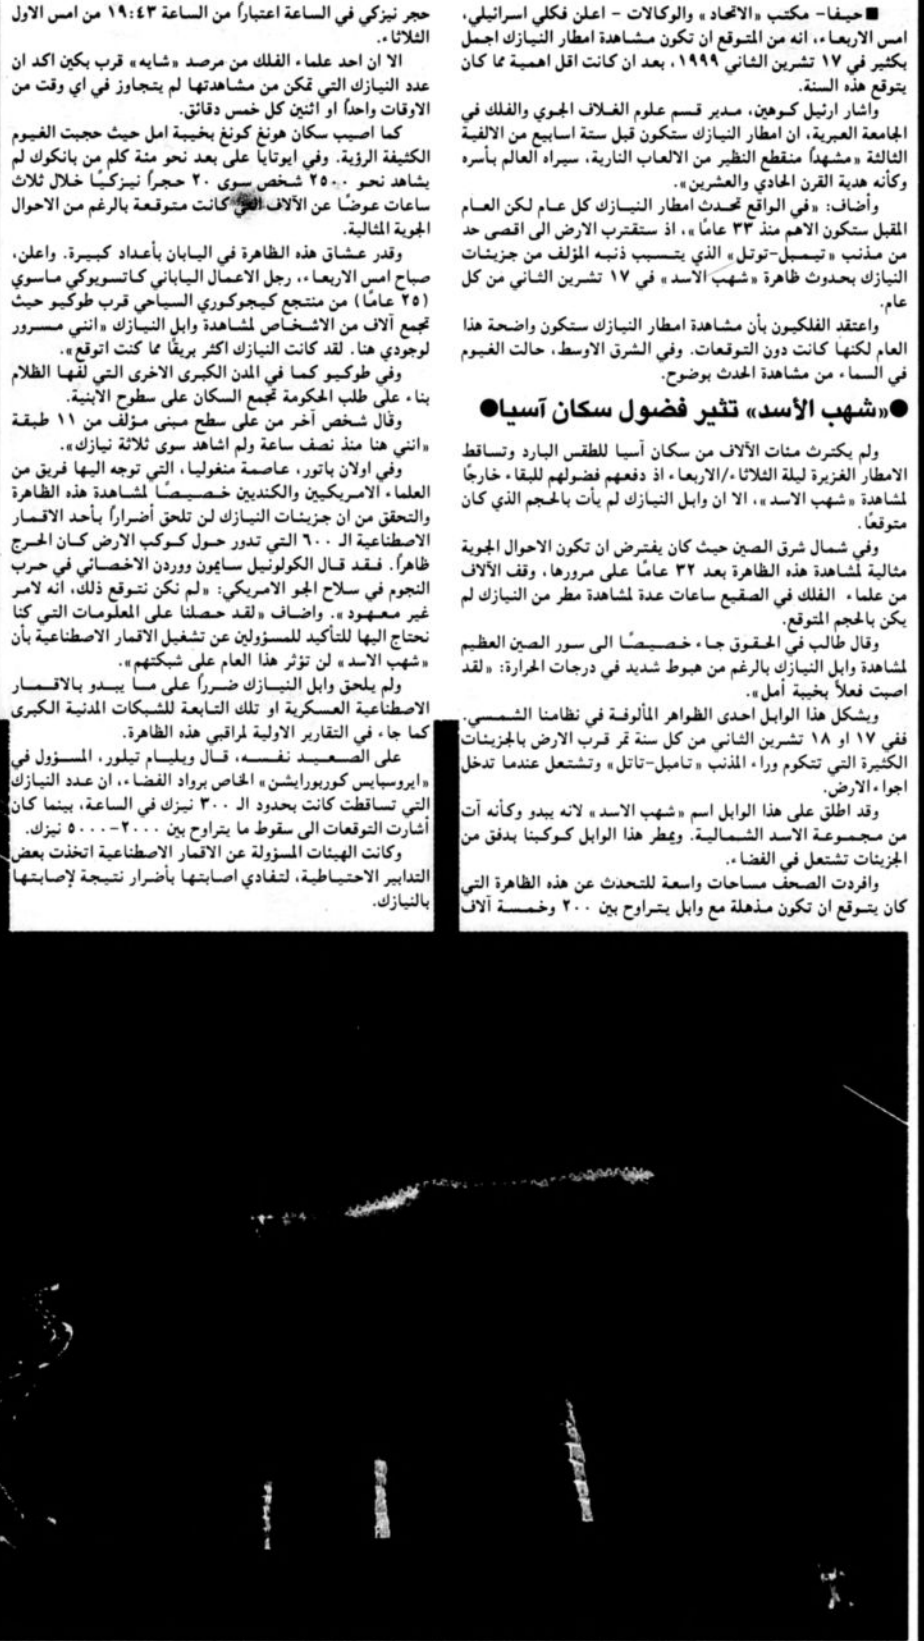 ■ حيفا - مكتب «الاتحاد» والوكالات - اعلن فكلي اسرائيلي،
امس الاربعاء، انه من المتوقع ان تكون مشاهدة امطار النيازك اجمل
بكثير في ١٧ تشرين الثاني ١٩٩٩، بعد ان كانت اقل اهمية مما كان
يتوقع هذه السنة.
واشار ارئيل كوهين، مدير قسم علوم الغلاف الجوي والفلك في
الجامعة العبرية، ان امطار النيازك ستكون قبل ستة اسابيع من الالفية
الثالثة «مشهداً منقطع النظير من الالعاب النارية، سيراه العالم بأسره
وكأنه هدية القرن الحادي والعشرين».
وأضاف: «في الواقع تحدث امطار النيازك كل عام لكن العام
المقبل ستكون الاهم منذ ٣٣ عامًا»، اذ ستقترب الارض الى اقصى حد
من مذنب «تيمبل-توتل» الذي يتسبب ذنبه المؤلف من جزيئات
النيازك بحدوث ظاهرة «شهب الأسد» في ١٧ تشرين الثاني من كل
عام.
واعتقد الفلكيون بأن مشاهدة امطار النيازك ستكون واضحة هذا
العام لكنها كانت دون التوقعات. وفي الشرق الاوسط، حالت الغيوم
في السماء من مشاهدة الحدث بوضوح.
●«شهب الأسد» تثير فضول سكان آسيا●
ولم يكترث مئات الآلاف من سكان آسيا للطقس البارد وتساقط
الامطار الغزيرة ليلة الثلاثاء/الاربعاء اذ دفعهم فضولهم للبقاء خارجًا
لمشاهدة «شهب الاسد»، الا ان وابل النيازك لم يأت بالحجم الذي كان
متوقعًا.
وفي شمال شرق الصين حيث كان يفترض ان تكون الاحوال الجوية
مثالية لمشاهدة هذه الظاهرة بعد ٣٢ عامًا على مرورها، وقف الآلاف
من علماء الفلك في الصقيع ساعات عدة لمشاهدة مطر من النيازك لم
يكن بالحجم المتوقع.
وقال طالب في الحقوق جاء خصيصًا الى سور الصين العظيم
لمشاهدة وابل النيازك بالرغم من هبوط شديد في درجات الحرارة: «لقد
اصبت فعلاً بخيبة أمل».
ويشكل هذا الوابل احدى الظواهر المألوفة في نظامنا الشمسي.
ففي ١٧ او ١٨ تشرين الثاني من كل سنة تمر قرب الارض بالجزيئات
الكثيرة التي تتكوم وراء المذنب «تامبل-تاتل» وتشتعل عندما تدخل
اجواء الارض.
وقد اطلق على هذا الوابل اسم «شهب الاسد» لانه يبدو وكأنه آت
من مجموعة الاسد الشمالية. ويمطر هذا الوابل كوكبنا بدفق من
الجزيئات تشتعل في الفضاء.
وافردت الصحف مساحات واسعة للتحدث عن هذه الظاهرة التي
كان يتوقع ان تكون مذهلة مع وابل يتراوح بين ٢٠٠ وخمسة آلاف
حجر نيزكي في الساعة اعتباراً من الساعة ١٩:٤٣ من امس الاول
الثلاثاء.
الا ان احد علماء الفلك من مرصد «شايه» قرب بكين اكد ان
عدد النيازك التي تمكن من مشاهدتها لم يتجاوز في اي وقت من
الاوقات واحداً او اثنين كل خمس دقائق.
كما اصيب سكان هونغ كونغ بخيبة امل حيث حجبت الغيوم
الكثيفة الرؤية. وفي ايوتايا على بعد نحو مئة كلم من بانكوك لم
يشاهد نحو ٢٥٠٠ شخص سوى ٢٠ حجراً نيزكيًا خلال ثلاث
ساعات عوضًا عن الآلاف التي كانت متوقعة بالرغم من الاحوال
الجوية المثالية.
وقدر عشاق هذه الظاهرة في اليابان بأعداد كبيرة. واعلن،
صباح امس الاربعاء، رجل الاعمال الياباني كاتسويوكي ماسوي
(٢٥ عامًا) من منتجع كيجوكوري السياحي قرب طوكيو حيث
تجمع آلاف من الاشخاص لمشاهدة وابل النيازك «انني مسرور
لوجودي هنا. لقد كانت النيازك اكثر بريقًا مما كنت اتوقع».
وفي طوكيو كما في المدن الكبرى الاخرى التي لفها الظلام
بناء على طلب الحكومة تجمع السكان على سطوح الابنية.
وقال شخص آخر من على سطح مبنى مؤلف من ١١ طبقة
«انني هنا منذ نصف ساعة ولم اشاهد سوى ثلاثة نيازك».
وفي اولان باتور، عاصمة منغوليا، التي توجه اليها فريق من
العلماء الامريكيين والكنديين خصيصًا لمشاهدة هذه الظاهرة
والتحقق من ان جزيئات النيازك لن تلحق أضراراً بأحد الاقمار
الاصطناعية الـ ٦٠٠ التي تدور حول كوكب الارض كان الحرج
ظاهراً. فقد قال الكولونيل سايمون ووردن الاخصائي في حرب
النجوم في سلاح الجو الامريكي: «لم نكن نتوقع ذلك، انه لامر
غير معهود». واضاف «لقد حصلنا على المعلومات التي كنا
نحتاج اليها للتأكيد للمسؤولين عن تشغيل الاقمار الاصطناعية بأن
«شهب الاسد» لن تؤثر هذا العام على شبكتهم».
ولم يلحق وابل النيازك ضرراً على ما يبدو بالاقمار
الاصطناعية العسكرية او تلك التابعة للشبكات المدنية الكبرى
كما جاء في التقارير الاولية لمراقبي هذه الظاهرة.
على الصعيد نفسه، قال ويليام تيلور، المسؤول في
«ايروسبايس كوربورايشن» الخاص برواد الفضاء، ان عدد النيازك
التي تساقطت كانت بحدود الـ ٣٠٠ نيزك في الساعة، بينما كان
أشارت التوقعات الى سقوط ما يتراوح بين ٢٠٠٠-٥٠٠٠ نيزك.
وكانت الهيئات المسؤولة عن الاقمار الاصطناعية اتخذت بعض
التدابير الاحتياطية، لتفادي اصابتها بأضرار نتيجة لإصابتها
بالنيازك.